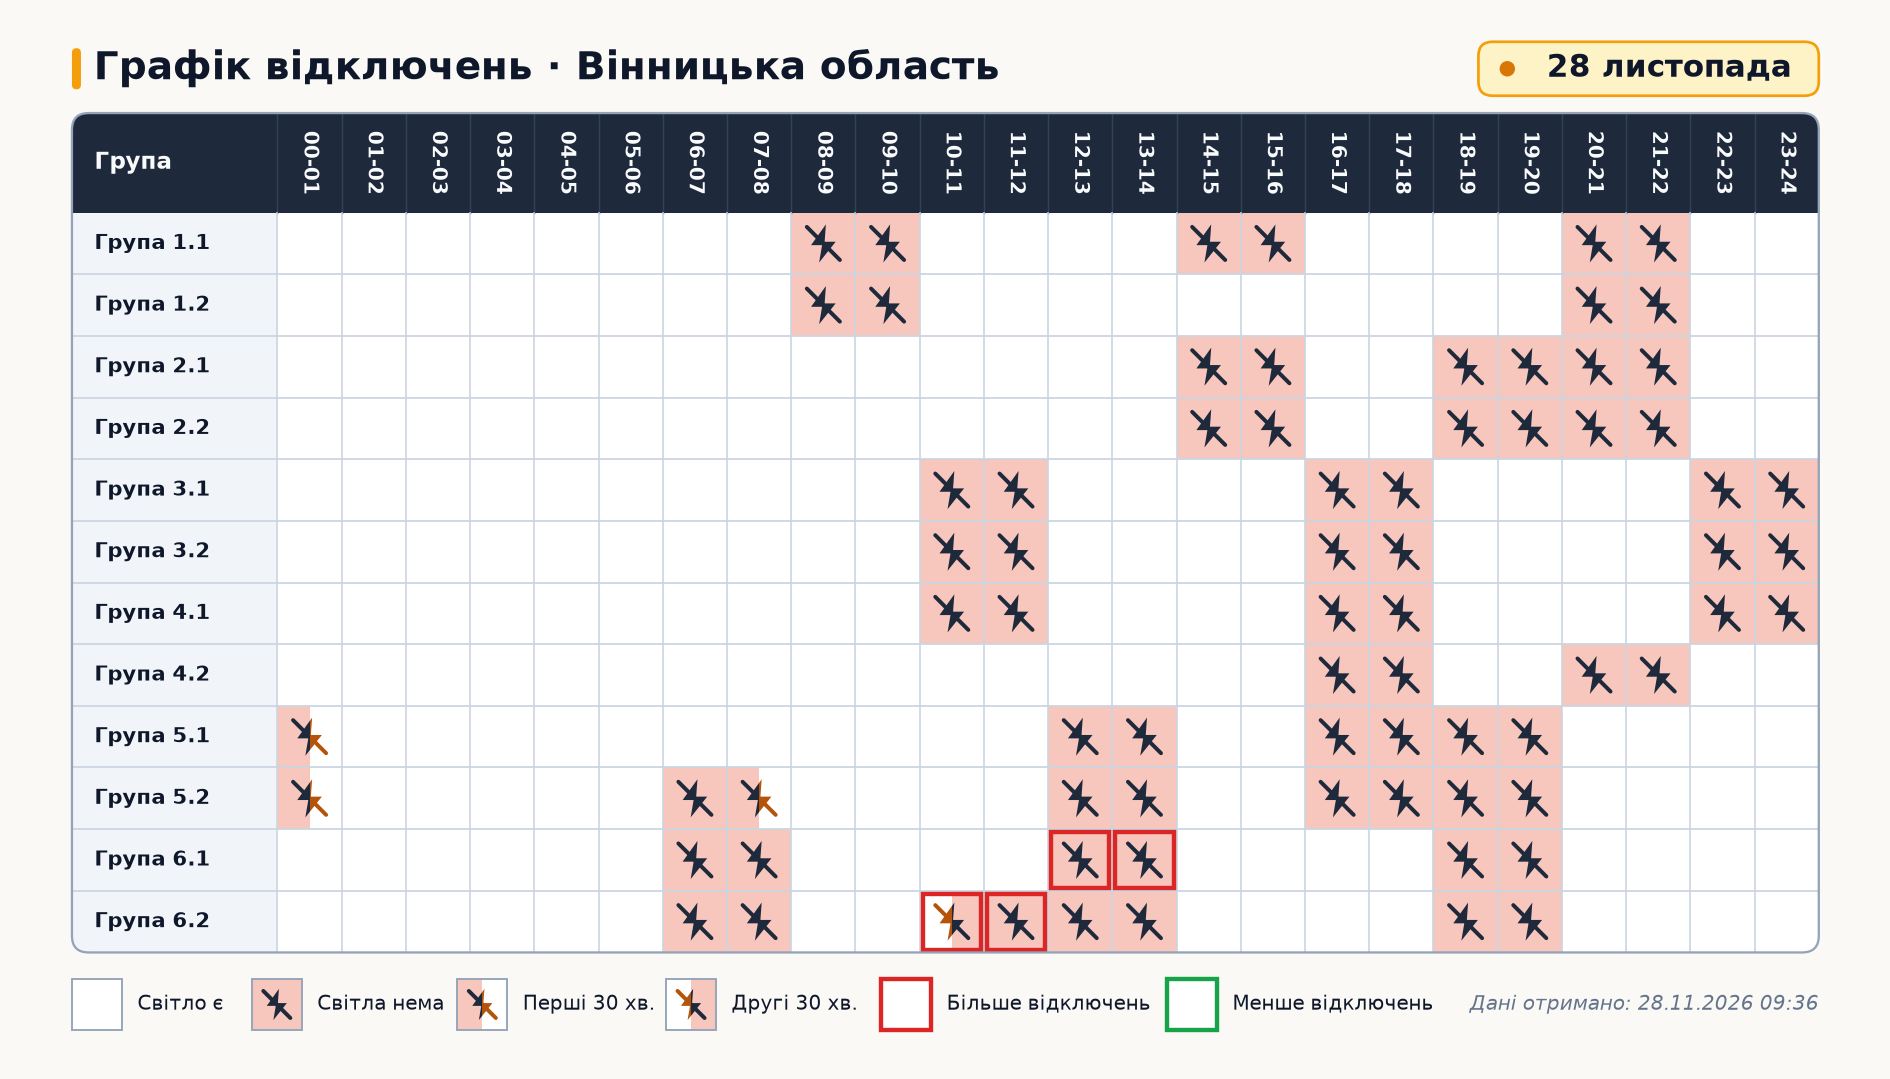 Графік відключень · Вінницька область
28 листопада
Група 00-01 01-02 02-03 03-04 04-05 05-06 06-07 07-08 08-09 09-10 10-11 11-12 12-13 13-14 14-15 15-16 16-17 17-18 18-19 19-20 20-21 21-22 22-23 23-24
Група 1.1
Група 1.2
Група 2.1
Група 2.2
Група 3.1
Група 3.2
Група 4.1
Група 4.2
Група 5.1
Група 5.2
Група 6.1
Група 6.2
Світло є Світла нема Перші 30 хв. Другі 30 хв. Більше відключень Менше відключень Дані отримано: 28.11.2026 09:36